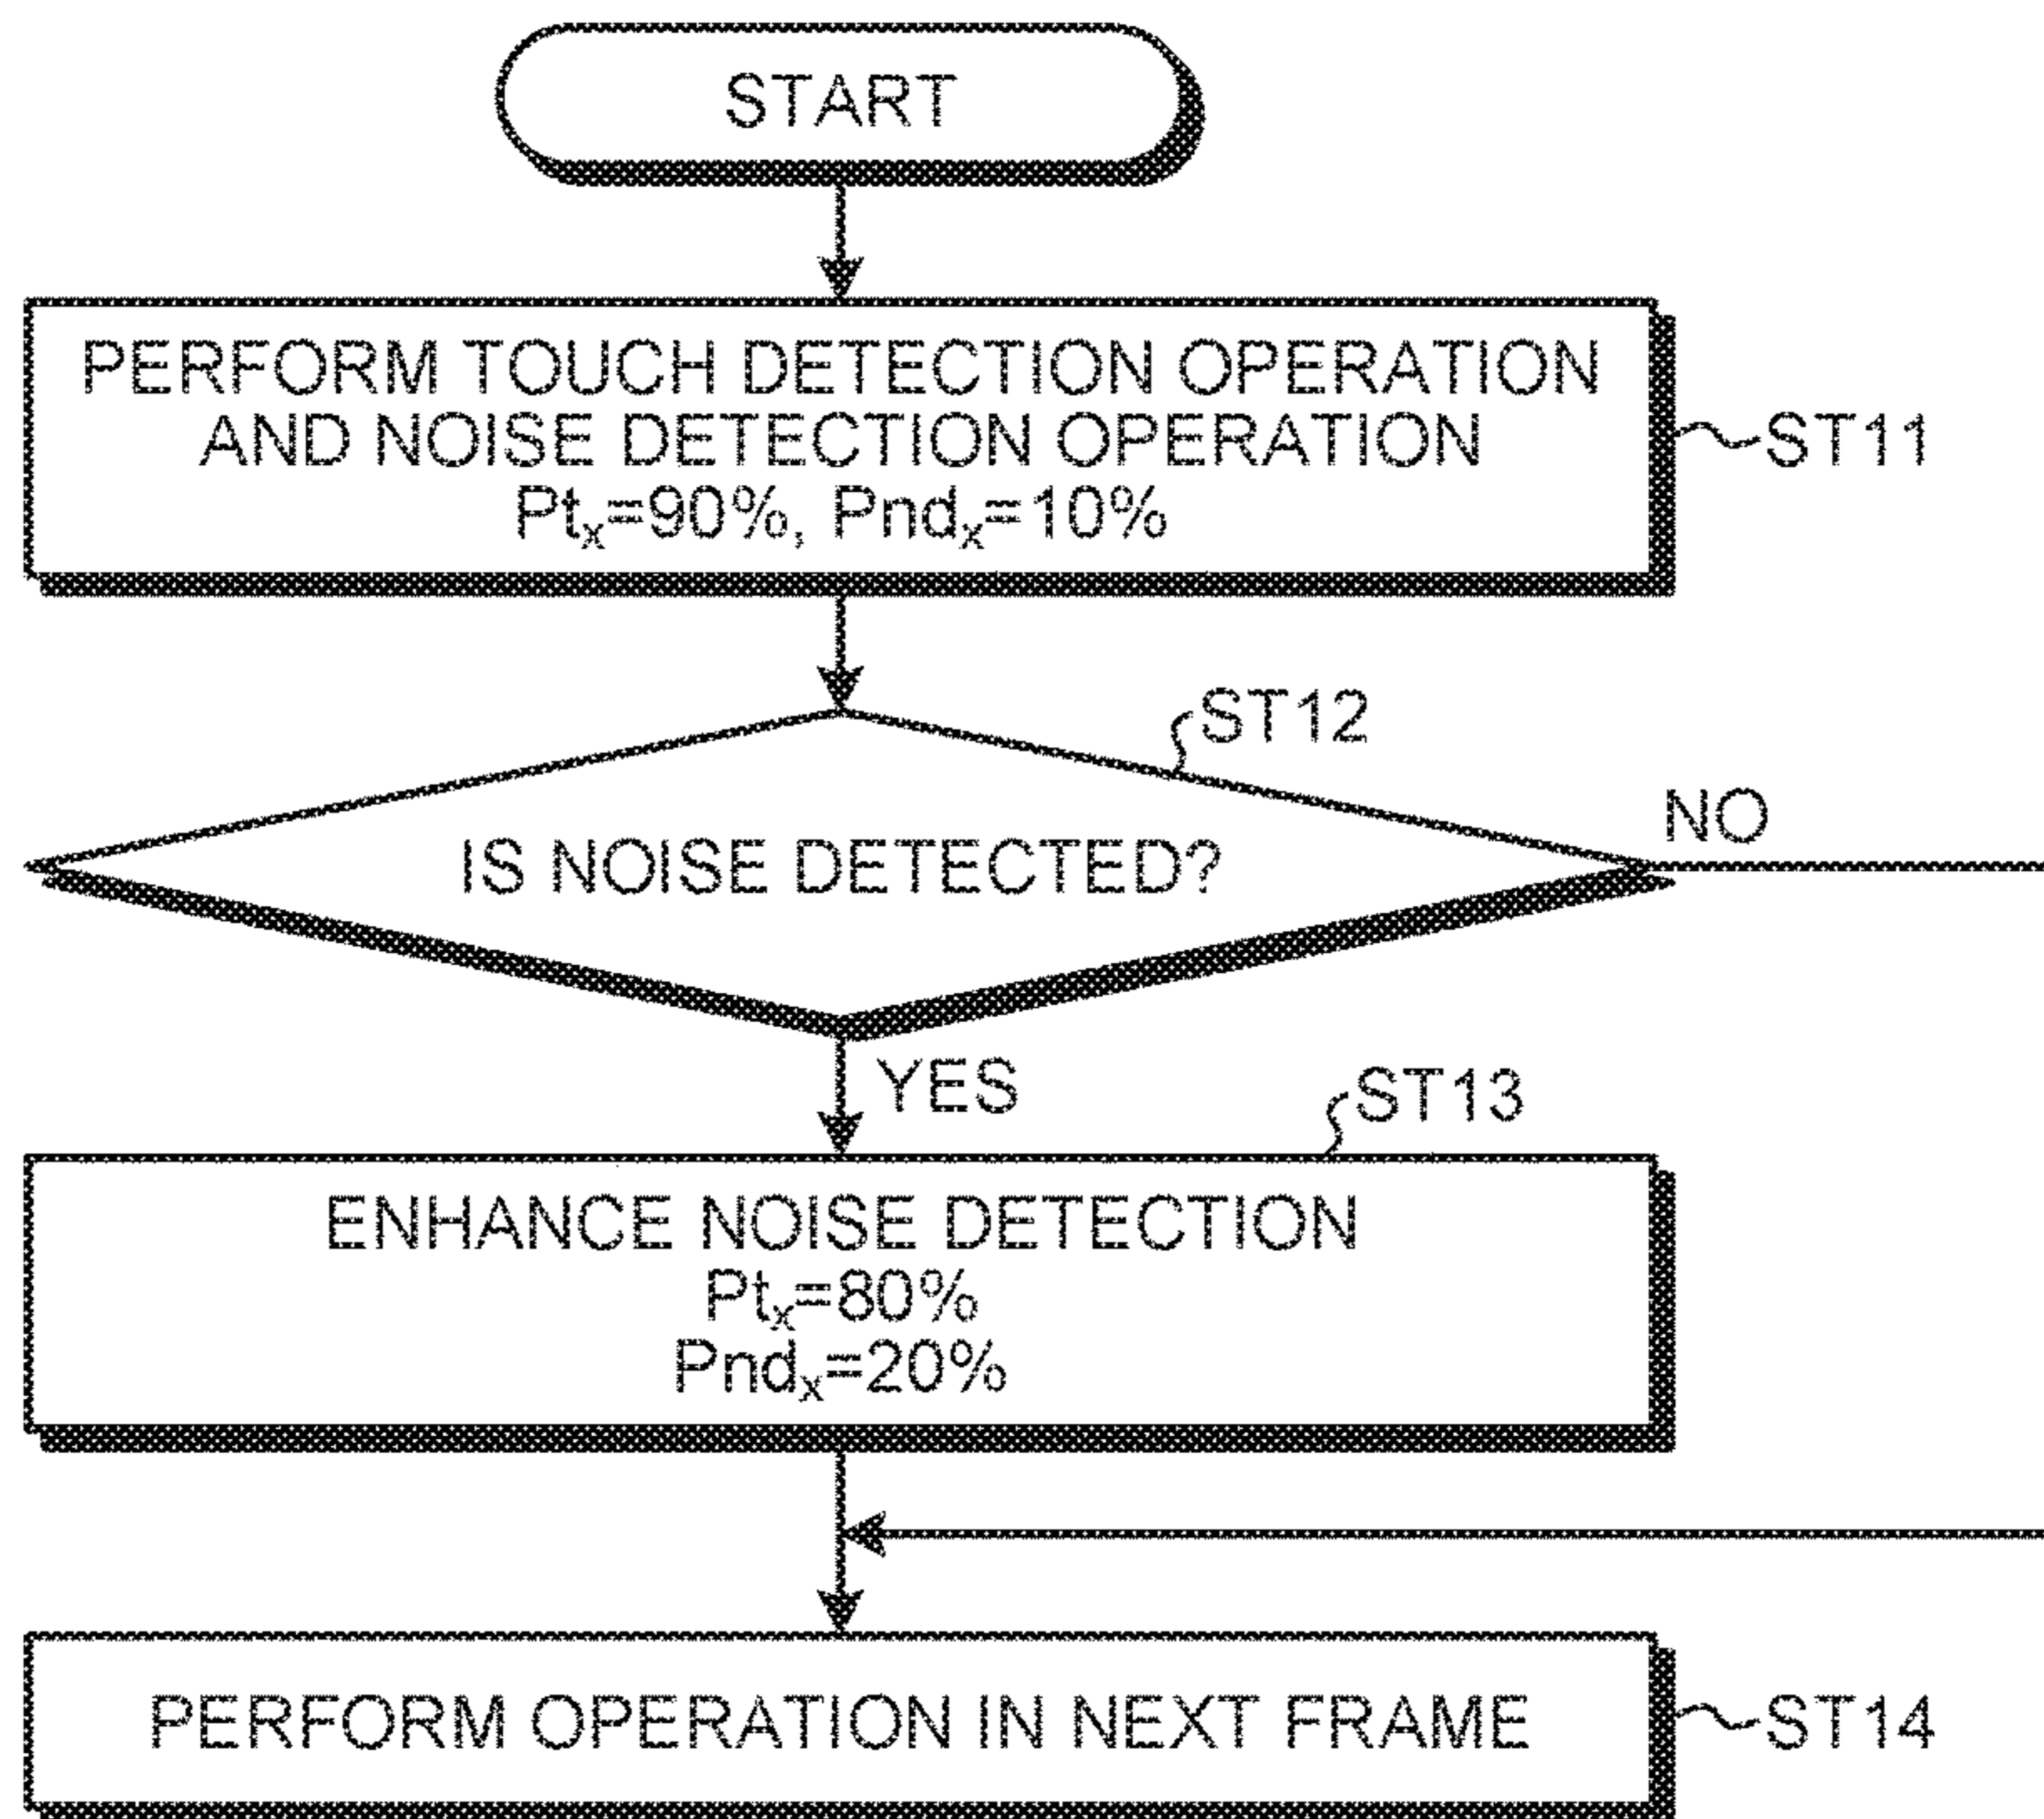 START
PERFORM TOUCH DETECTION OPERATION
AND NOISE DETECTION OPERATION
Ptₓ=90%, Pndₓ=10%
ST11
ST12
IS NOISE DETECTED?
NO
YES
ST13
ENHANCE NOISE DETECTION
Ptₓ=80%
Pndₓ=20%
PERFORM OPERATION IN NEXT FRAME
ST14